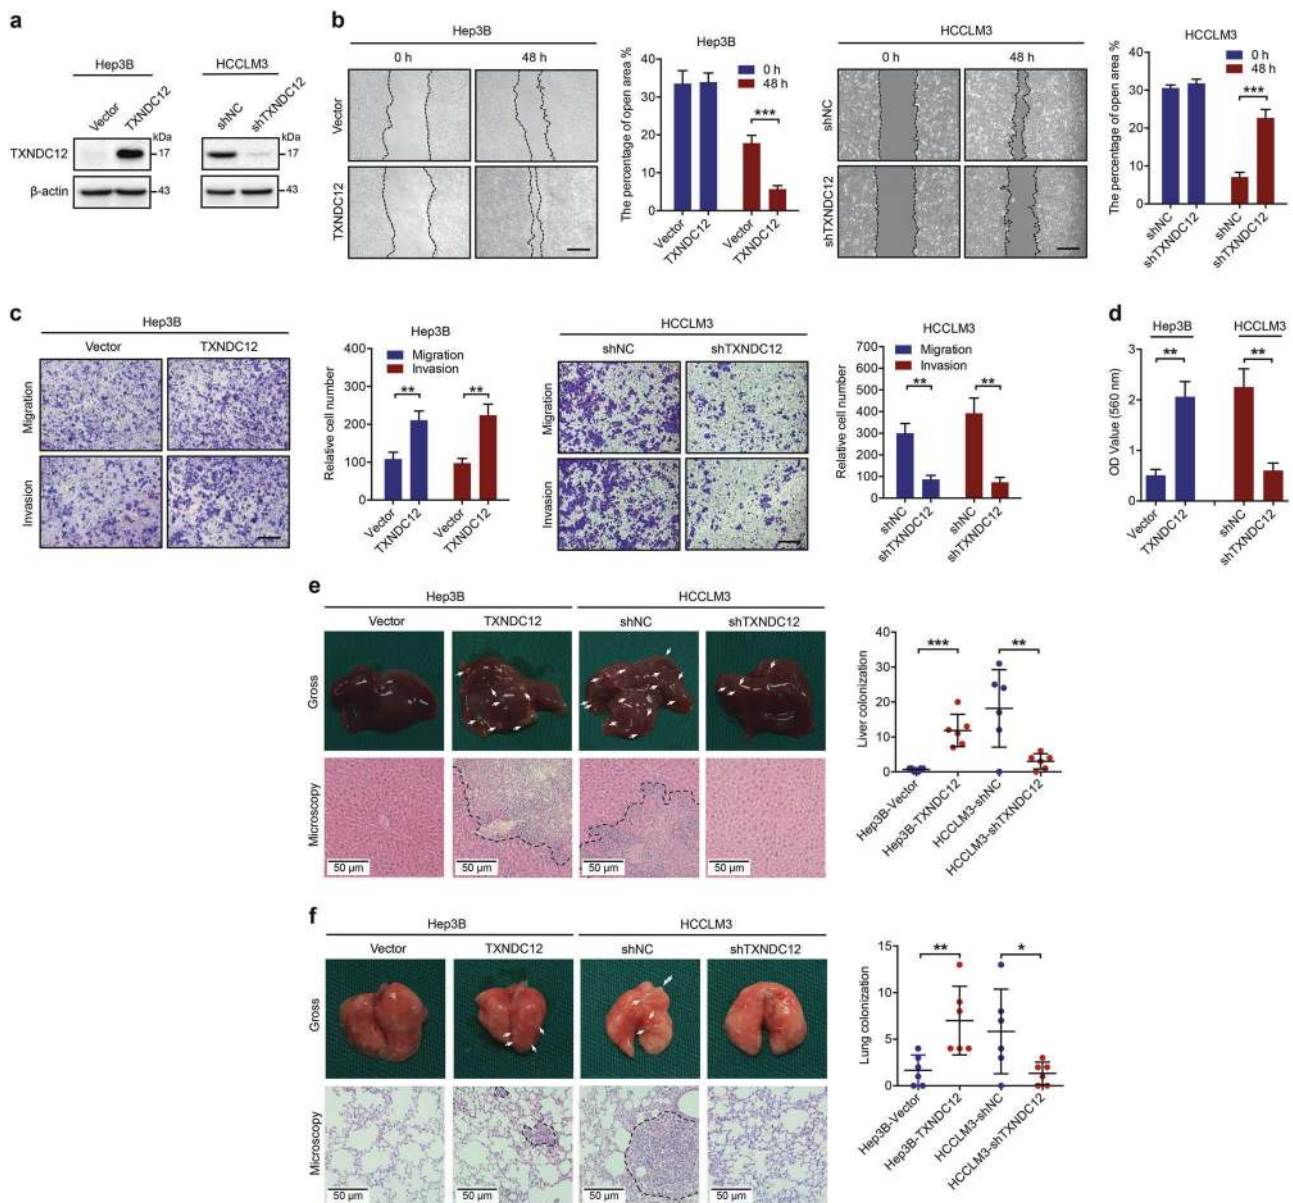 a
Hep3B
HCCLM3
Vector
TXNDC12
shNC
shTXNDC12
kDa
kDa
TXNDC12
17
17
β-actin
43
43
b
Hep3B
0 h
48 h
Vector
TXNDC12
Hep3B
The percentage of open area %
40
30
20
10
0
0 h
48 h
***
Vector
TXNDC12
Vector
TXNDC12
HCCLM3
0 h
48 h
shNC
shTXNDC12
HCCLM3
The percentage of open area %
40
30
20
10
0
0 h
48 h
***
shNC
shTXNDC12
shNC
shTXNDC12
c
Hep3B
Vector
TXNDC12
Migration
Invasion
Hep3B
Relative cell number
400
300
200
100
0
Migration
Invasion
**
**
Vector
TXNDC12
Vector
TXNDC12
HCCLM3
shNC
shTXNDC12
Migration
Invasion
HCCLM3
Relative cell number
700
600
500
400
300
200
100
0
Migration
Invasion
**
**
shNC
shTXNDC12
shNC
shTXNDC12
d
Hep3B
HCCLM3
OD Value (560 nm)
3
2
1
0
**
**
Vector
TXNDC12
shNC
shTXNDC12
e
Hep3B
HCCLM3
Vector
TXNDC12
shNC
shTXNDC12
Gross
Microscopy
50 µm
50 µm
50 µm
50 µm
Liver colonization
40
30
20
10
0
***
**
Hep3B-Vector
Hep3B-TXNDC12
HCCLM3-shNC
HCCLM3-shTXNDC12
f
Hep3B
HCCLM3
Vector
TXNDC12
shNC
shTXNDC12
Gross
Microscopy
50 µm
50 µm
50 µm
50 µm
Lung colonization
15
10
5
0
**
*
Hep3B-Vector
Hep3B-TXNDC12
HCCLM3-shNC
HCCLM3-shTXNDC12